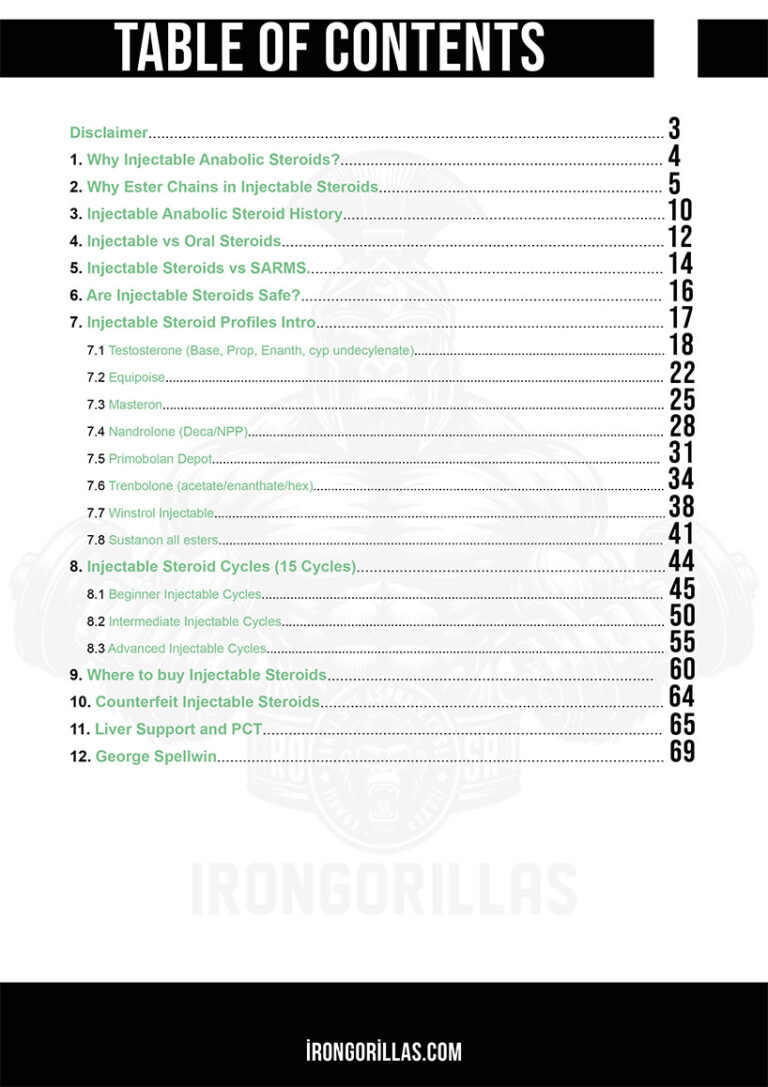 TABLE OF CONTENTS
Disclaimer........3
1. Why Injectable Anabolic Steroids?........4
2. Why Ester Chains in Injectable Steroids........5
3. Injectable Anabolic Steroid History........10
4. Injectable vs Oral Steroids........12
5. Injectable Steroids vs SARMS........14
6. Are Injectable Steroids Safe?........16
7. Injectable Steroid Profiles Intro........17
7.1 Testosterone (Base, Prop, Enanth, cyp undecylenate)........18
7.2 Equipoise........22
7.3 Masteron........25
7.4 Nandrolone (Deca/NPP)........28
7.5 Primobolan Depot........31
7.6 Trenbolone (acetate/enanthate/hex)........34
7.7 Winstrol Injectable........38
7.8 Sustanon all esters........41
8. Injectable Steroid Cycles (15 Cycles)........44
8.1 Beginner Injectable Cycles........45
8.2 Intermediate Injectable Cycles........50
8.3 Advanced Injectable Cycles........55
9. Where to buy Injectable Steroids........60
10. Counterfeit Injectable Steroids........64
11. Liver Support and PCT........65
12. George Spellwin........69
IRONGORILLAS
İRONGORİLLAS.COM